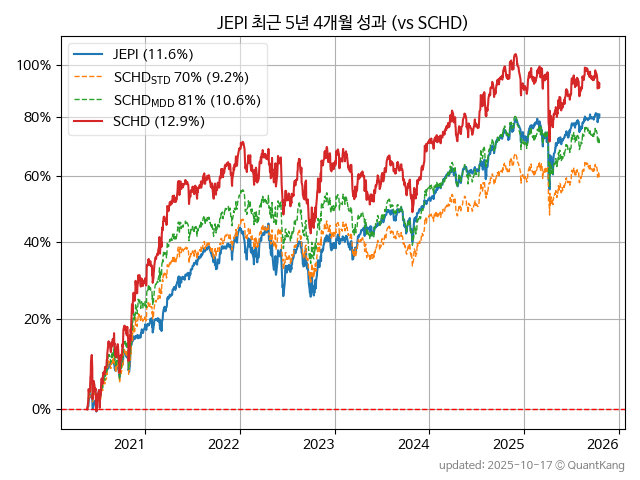 JEPI 최근 5년 4개월 성과 (vs SCHD)
JEPI (11.6%)
SCHD_STD 70% (9.2%)
SCHD_MDD 81% (10.6%)
SCHD (12.9%)
100%
80%
60%
40%
20%
0%
2021 2022 2023 2024 2025 2026
updated: 2025-10-17 © QuantKang